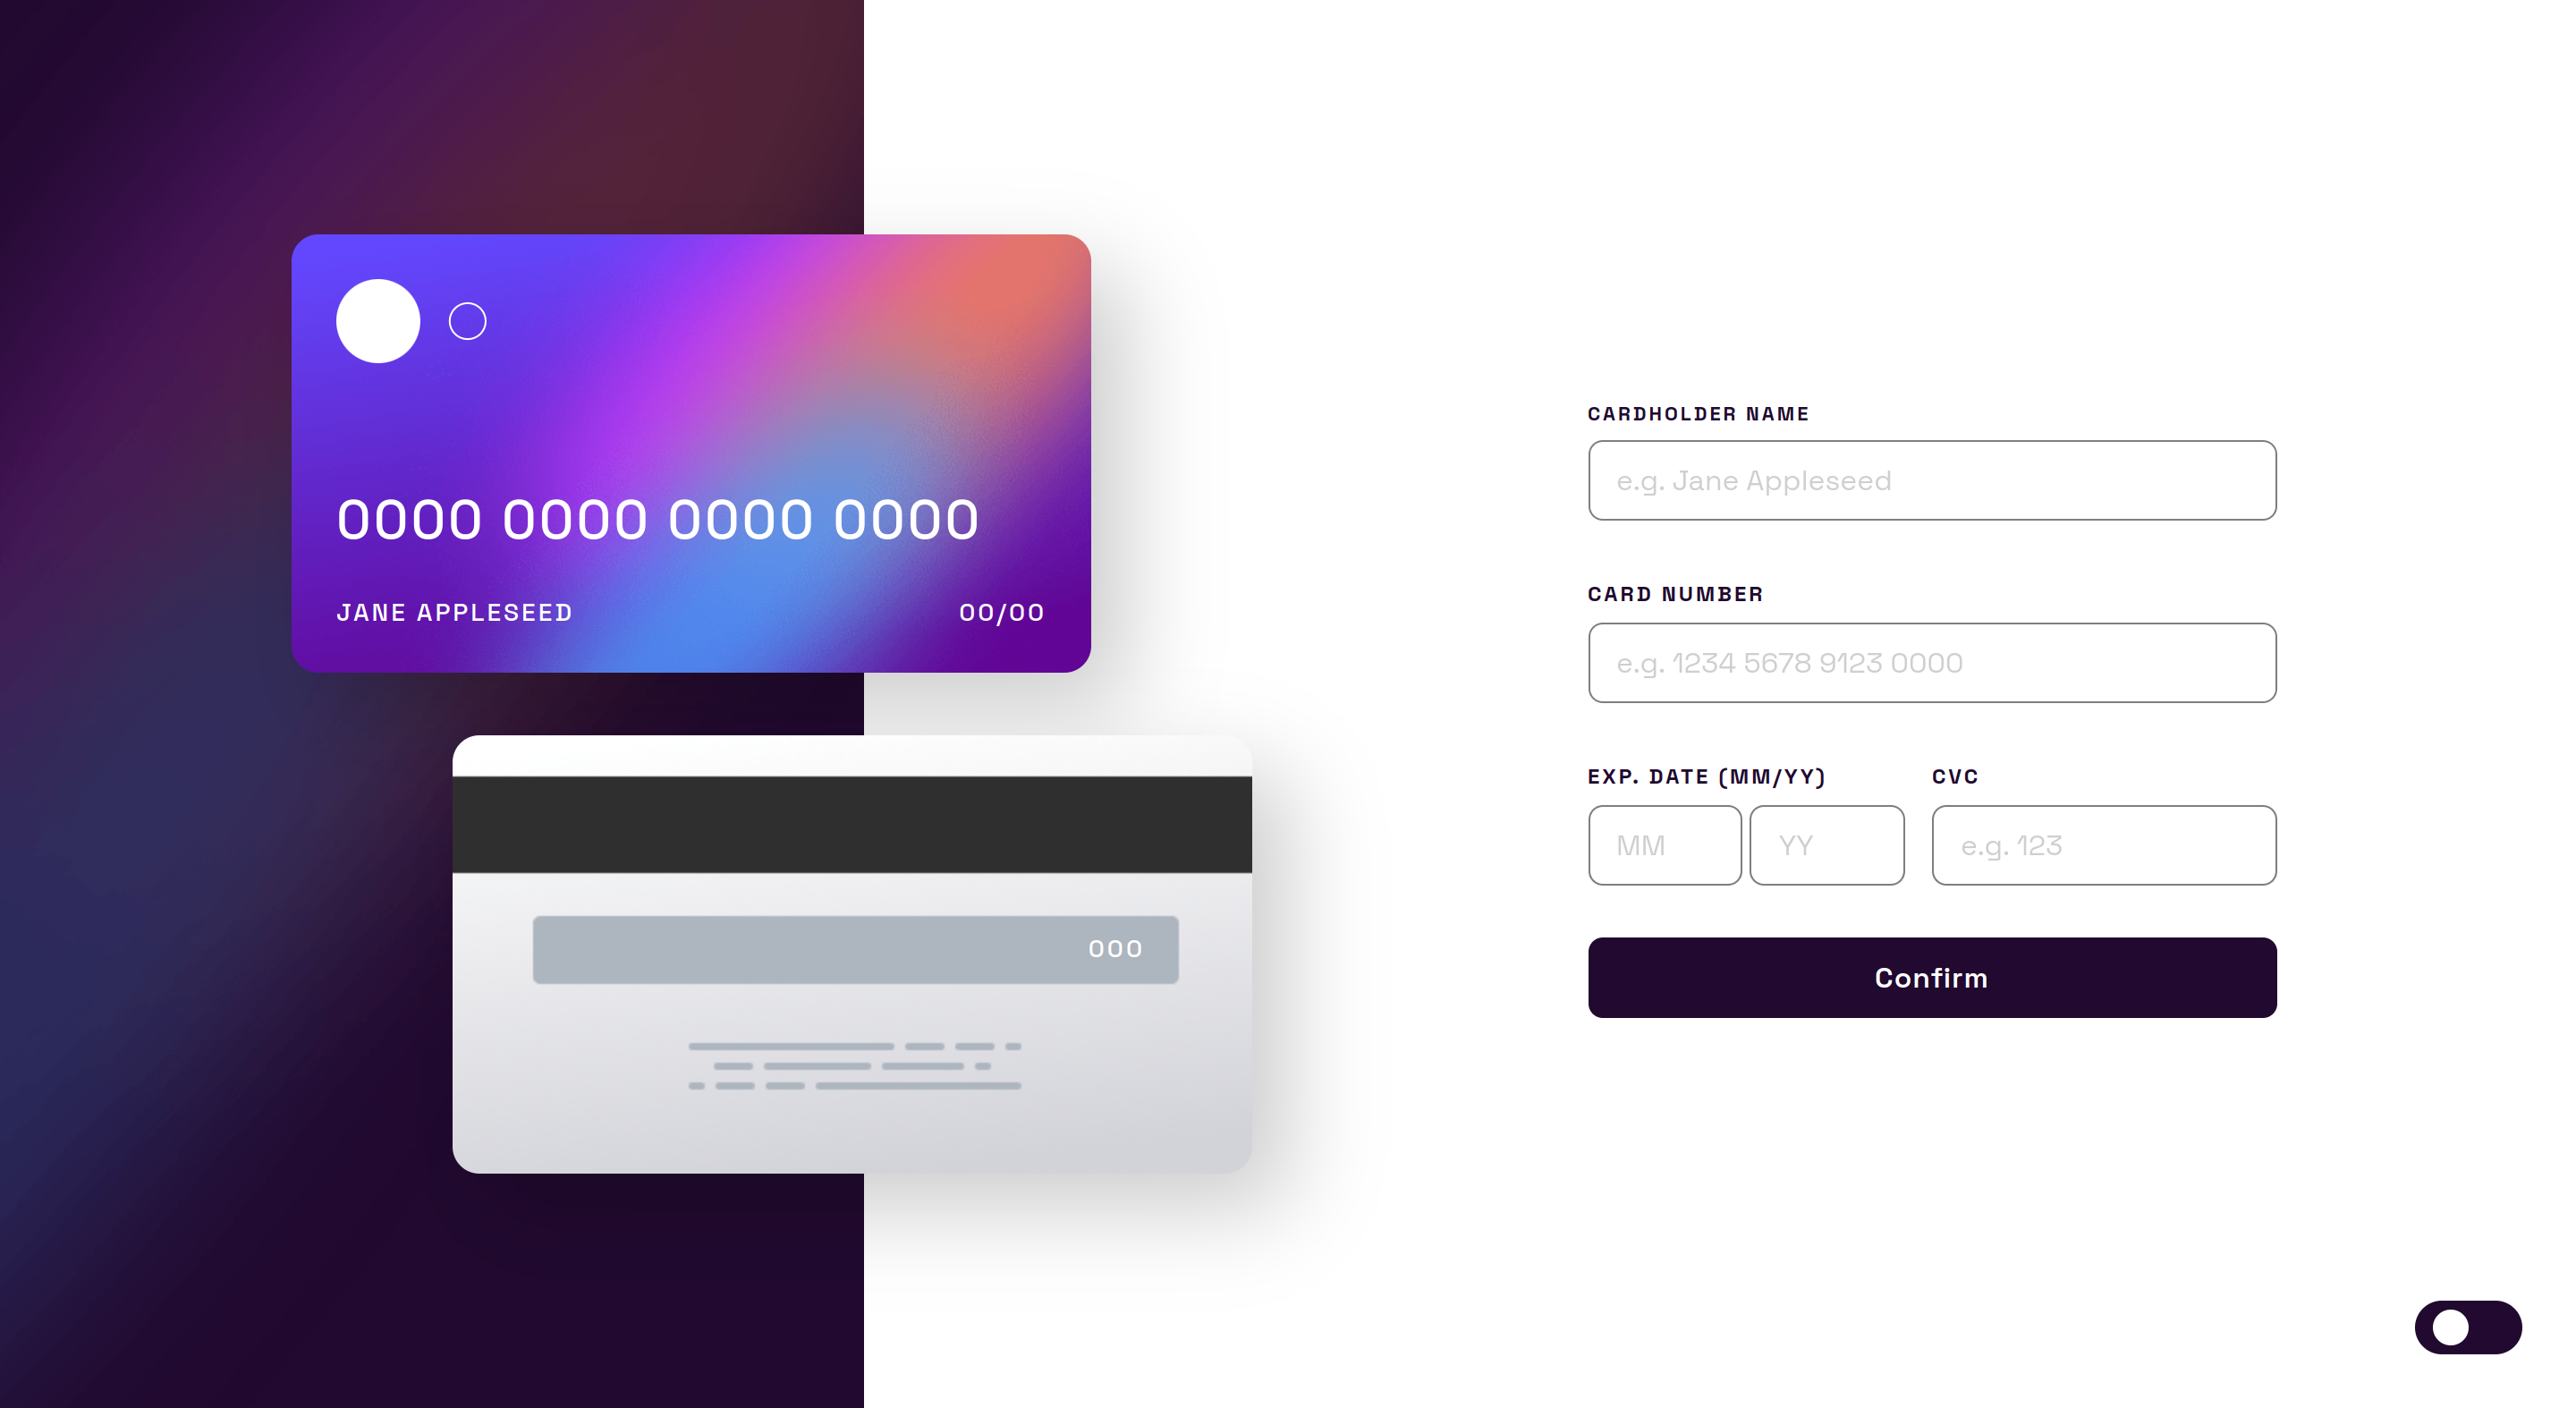 0000 0000 0000 0000
JANE APPLESEED 00/00
000
CARDHOLDER NAME
e.g. Jane Appleseed
CARD NUMBER
e.g. 1234 5678 9123 0000
EXP. DATE (MM/YY) CVC
MM YY e.g. 123
Confirm